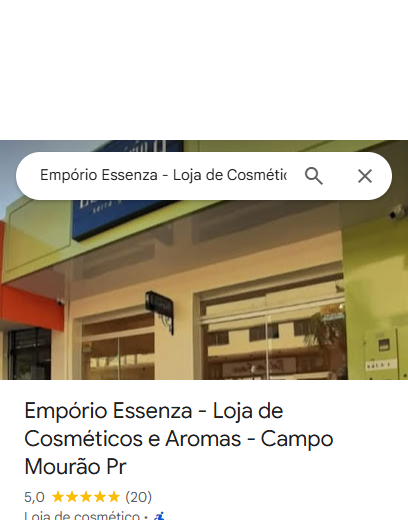 Empório Essenza - Loja de Cosmétic
Empório Essenza - Loja de
Cosméticos e Aromas - Campo
Mourão Pr
5,0 (20)
Loja de cosmético ·